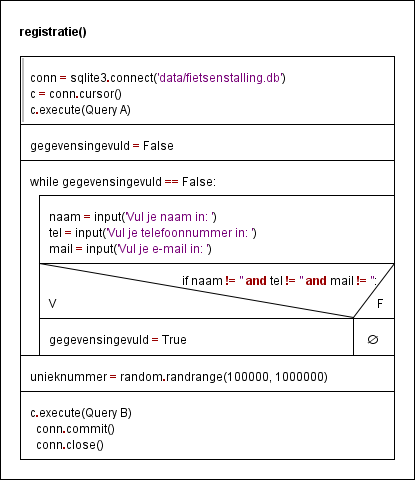 registratie()
conn = sqlite3.connect('data/fietsenstalling.db')
c = conn.cursor()
c.execute(Query A)
gegevensingevuld = False
while gegevensingevuld == False:
naam = input('Vul je naam in: ')
tel = input('Vul je telefoonnummer in: ')
mail = input('Vul je e-mail in: ')
if naam != '' and tel != '' and mail != '':
V F
gegevensingevuld = True ∅
unieknummer = random.randrange(100000, 1000000)
c.execute(Query B)
conn.commit()
conn.close()